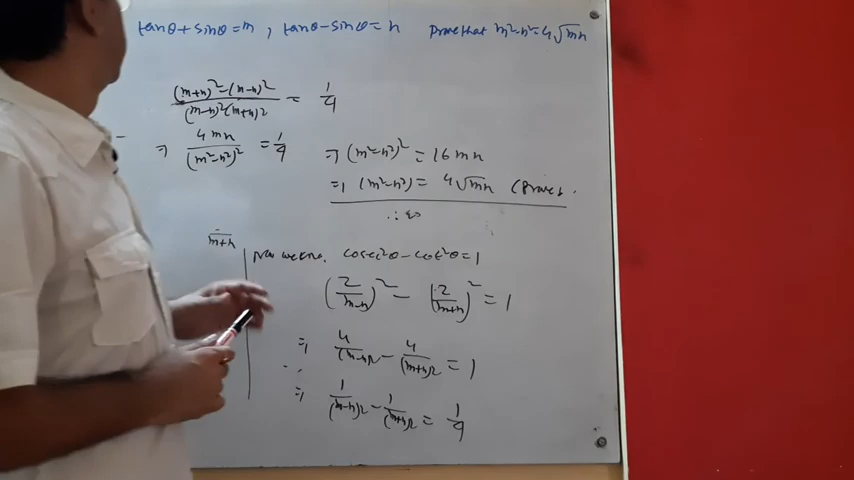 tanθ + sinθ = m , tanθ - sinθ = n Prove that m²-n² = 4√mn
((m+n)² - (m-n)²)/((m-n)²(m+n)²) = 1/4
⇒ 4mn/(m²-n²)² = 1/4
⇒ (m²-n²)² = 16mn
⇒ (m²-n²) = 4√mn (Proved.
m+n
Now we kno. cosec²θ - cot²θ = 1
(2/(m-n))² - (2/(m+n))² = 1
⇒ 4/(m-n)² - 4/(m+n)² = 1
⇒ 1/(m-n)² - 1/(m+n)² = 1/4